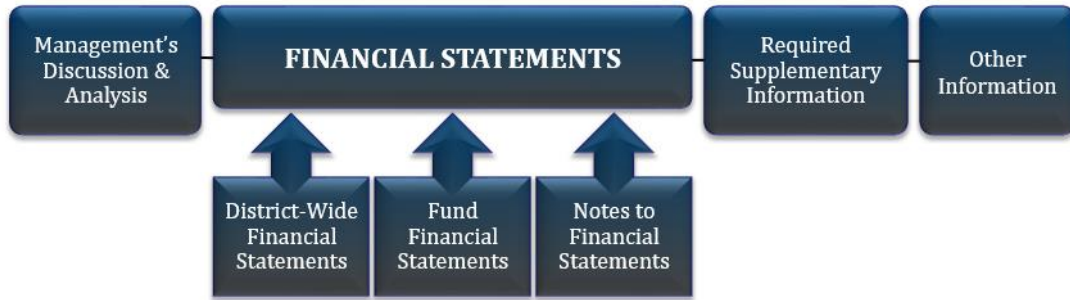 Management's
Discussion &
Analysis
FINANCIAL STATEMENTS
Required
Supplementary
Information
Other
Information
District-Wide
Financial
Statements
Fund
Financial
Statements
Notes to
Financial
Statements